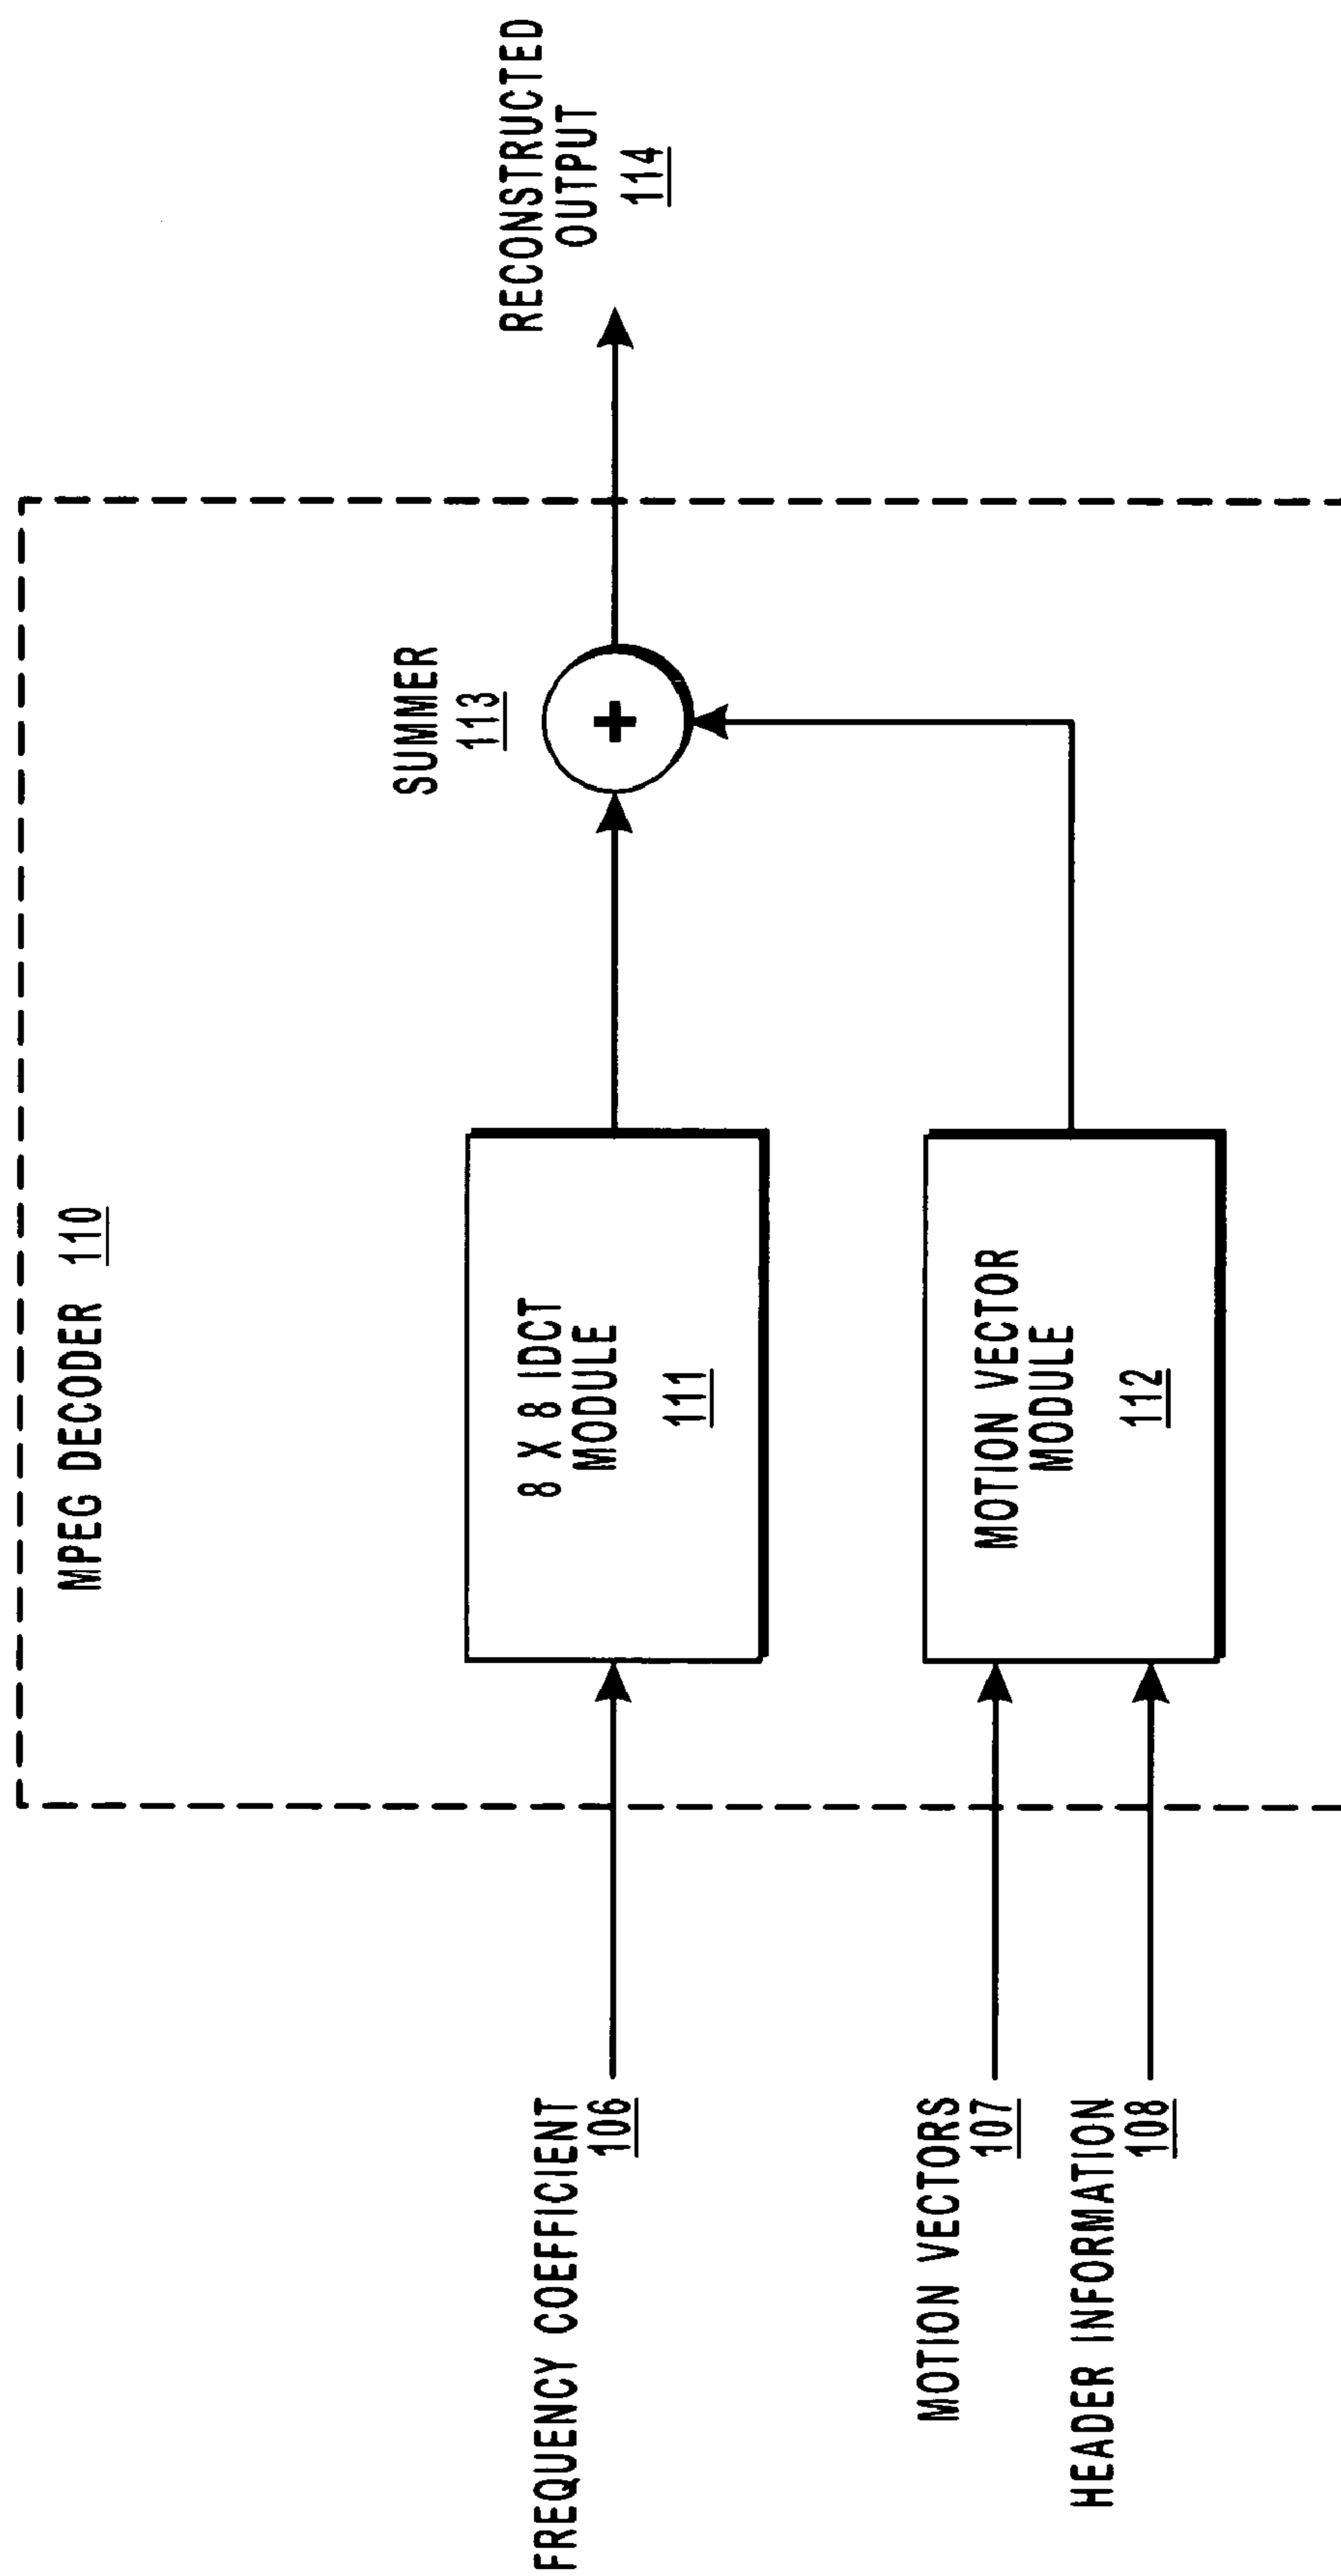 MPEG DECODER 110
FREQUENCY COEFFICIENT
106
8 X 8 IDCT
MODULE
111
SUMMER
113
+
RECONSTRUCTED
OUTPUT
114
MOTION VECTORS
107
HEADER INFORMATION
108
MOTION VECTOR
MODULE
112